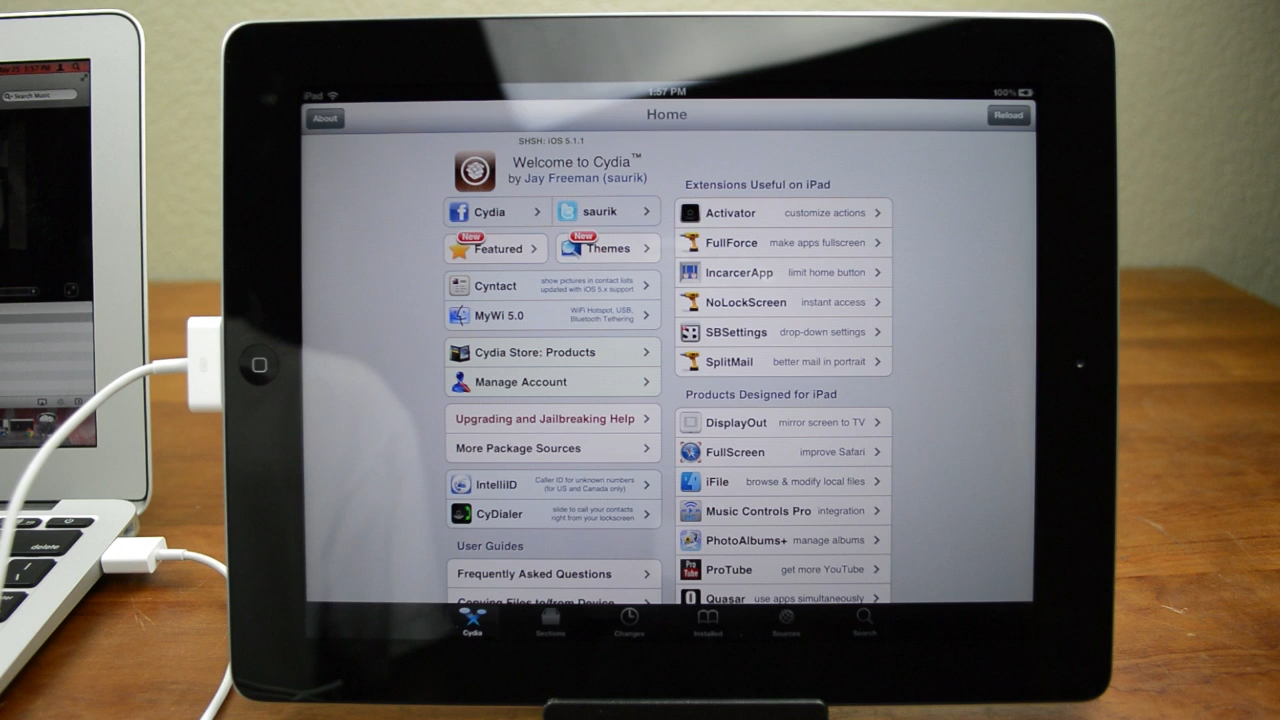 Search Music
delete
iPad
1:57 PM
100%
About
Home
Reload
SHSH: iOS 5.1.1
Welcome to Cydia™
by Jay Freeman (saurik)
Cydia
saurik
New
New
Featured
Themes
Cyntact
show pictures in contact lists
updated with iOS 5.x support
MyWi 5.0
WiFi Hotspot, USB,
Bluetooth Tethering
Cydia Store: Products
Manage Account
Upgrading and Jailbreaking Help
More Package Sources
IntelliID
Caller ID for unknown numbers
(for US and Canada only)
CyDialer
slide to call your contacts
right from your lockscreen
User Guides
Frequently Asked Questions
Copying Files to/from Device
Extensions Useful on iPad
Activator customize actions
FullForce make apps fullscreen
IncarcerApp limit home button
NoLockScreen instant access
SBSettings drop-down settings
SplitMail better mail in portrait
Products Designed for iPad
DisplayOut mirror screen to TV
FullScreen improve Safari
iFile browse & modify local files
Music Controls Pro integration
PhotoAlbums+ manage albums
Pro
Tube
ProTube get more YouTube
Quasar use apps simultaneously
Cydia
Sections
Changes
Installed
Sources
Search